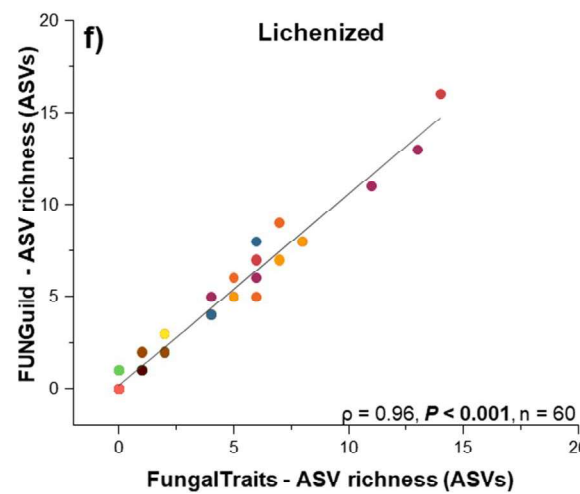 f)
Lichenized
20
15
10
5
0
FUNGuild - ASV richness (ASVs)
ρ = 0.96, P < 0.001, n = 60
0 5 10 15 20
FungalTraits - ASV richness (ASVs)